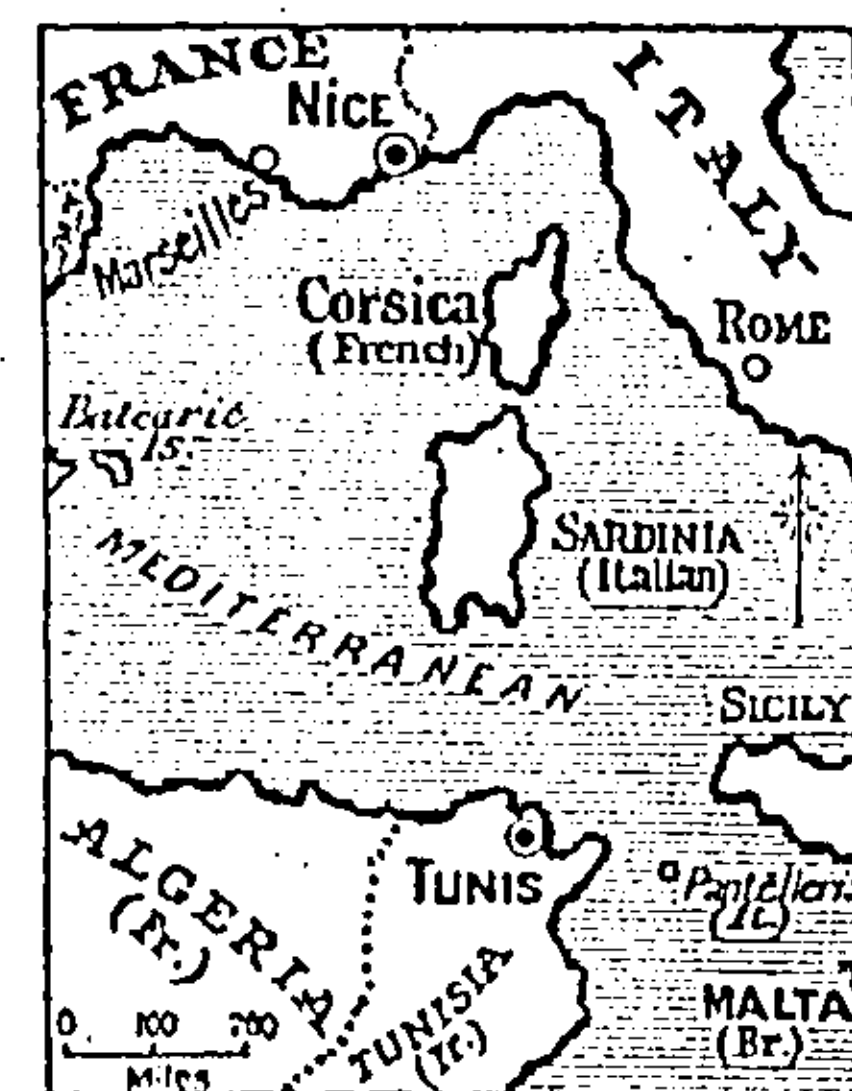 FRANCE
ITALY
NICE
Marseilles
Corsica
(French)
ROME
Balearic
Is.
SARDINIA
(Italian)
MEDITERRANEAN
SICILY
ALGERIA
(Fr.)
TUNIS
(It.)
TUNISIA
(Fr.)
MALTA
(Br.)
0 100 200
Miles